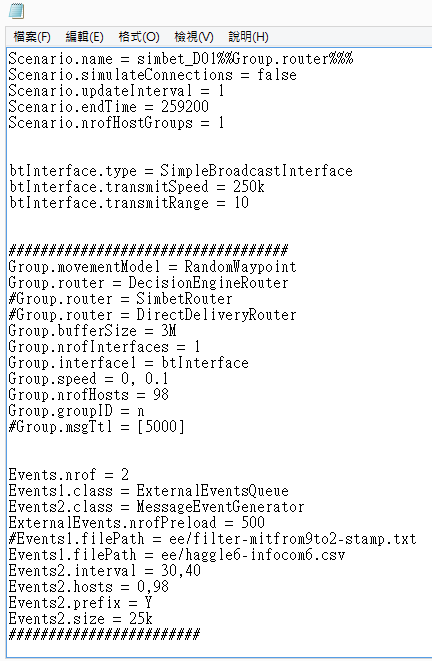 檔案(F) 編輯(E) 格式(O) 檢視(V) 說明(H)
Scenario.name = simbet_D01%%Group.router%%%
Scenario.simulateConnections = false
Scenario.updateInterval = 1
Scenario.endTime = 259200
Scenario.nrofHostGroups = 1
btInterface.type = SimpleBroadcastInterface
btInterface.transmitSpeed = 250k
btInterface.transmitRange = 10
###################################
Group.movementModel = RandomWaypoint
Group.router = DecisionEngineRouter
#Group.router = SimbetRouter
#Group.router = DirectDeliveryRouter
Group.bufferSize = 3M
Group.nrofInterfaces = 1
Group.interface1 = btInterface
Group.speed = 0, 0.1
Group.nrofHosts = 98
Group.groupID = n
#Group.msgTtl = [5000]
Events.nrof = 2
Events1.class = ExternalEventsQueue
Events2.class = MessageEventGenerator
ExternalEvents.nrofPreload = 500
#Events1.filePath = ee/filter-mitfrom9to2-stamp.txt
Events1.filePath = ee/haggle6-infocom6.csv
Events2.interval = 30,40
Events2.hosts = 0,98
Events2.prefix = Y
Events2.size = 25k
########################